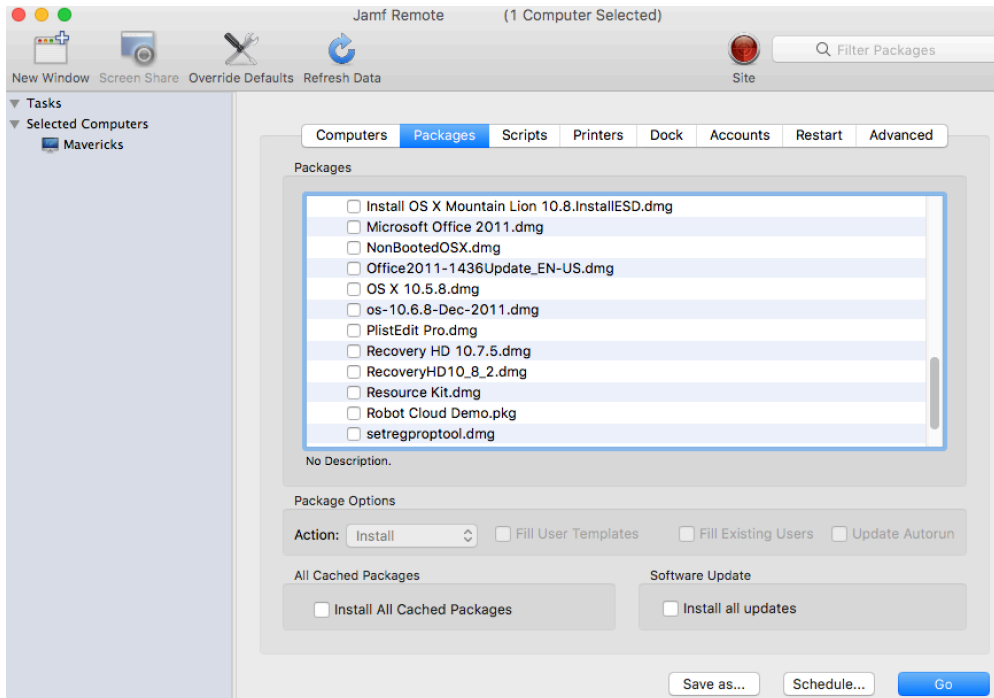 Jamf Remote (1 Computer Selected)
New Window Screen Share Override Defaults Refresh Data Site Filter Packages
Tasks
Selected Computers
Mavericks
Computers Packages Scripts Printers Dock Accounts Restart Advanced
Packages
Install OS X Mountain Lion 10.8.InstallESD.dmg
Microsoft Office 2011.dmg
NonBootedOSX.dmg
Office2011-1436Update_EN-US.dmg
OS X 10.5.8.dmg
os-10.6.8-Dec-2011.dmg
PlistEdit Pro.dmg
Recovery HD 10.7.5.dmg
RecoveryHD10_8_2.dmg
Resource Kit.dmg
Robot Cloud Demo.pkg
setregproptool.dmg
No Description.
Package Options
Action: Install Fill User Templates Fill Existing Users Update Autorun
All Cached Packages Software Update
Install All Cached Packages Install all updates
Save as... Schedule... Go